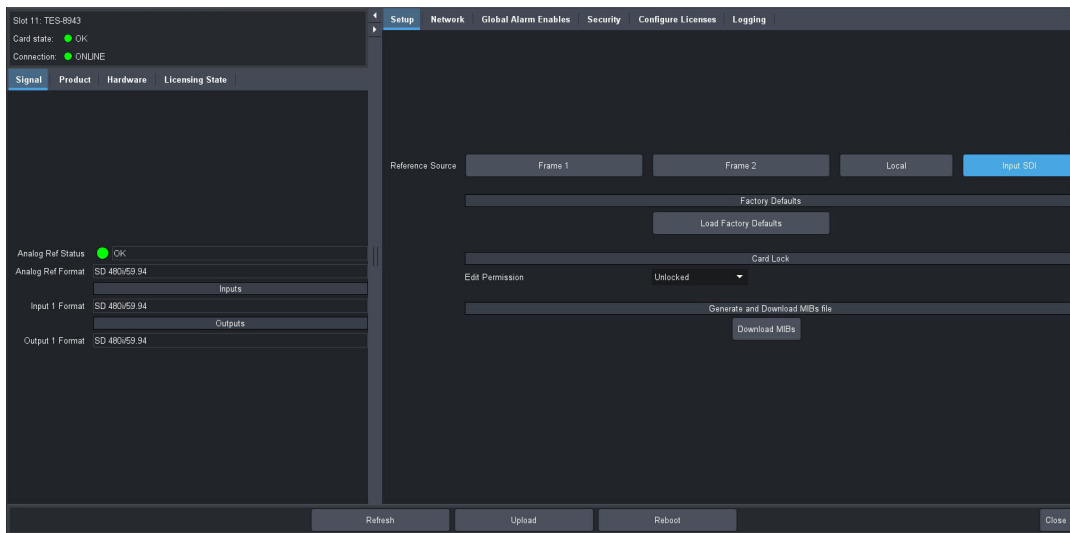 Slot 11: TES-8943
Card state: OK
Connection: ONLINE
Signal Product Hardware Licensing State
Analog Ref Status OK
Analog Ref Format SD 480i/59.94
Inputs
Input 1 Format SD 480i/59.94
Outputs
Output 1 Format SD 480i/59.94
Setup Network Global Alarm Enables Security Configure Licenses Logging
Reference Source Frame 1 Frame 2 Local Input SDI
Factory Defaults
Load Factory Defaults
Card Lock
Edit Permission Unlocked
Generate and Download MIBs file
Download MIBs
Refresh Upload Reboot Close